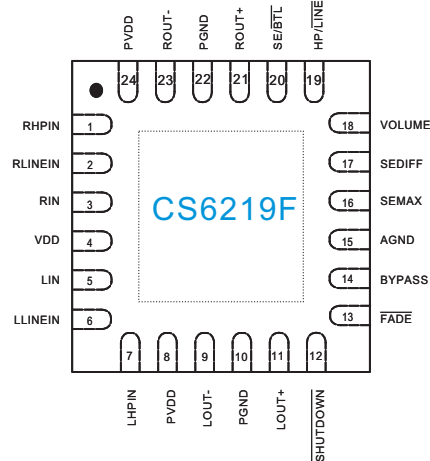 PVDD ROUT- PGND ROUT+ SE/BTL HP/LINE
24 23 22 21 20 19
RHPIN 1
RLINEIN 2
RIN 3
VDD 4
LIN 5
LLINEIN 6
CS6219F
18 VOLUME
17 SEDIFF
16 SEMAX
15 AGND
14 BYPASS
13 FADE
7 8 9 10 11 12
LHPIN PVDD LOUT- PGND LOUT+ SHUTDOWN